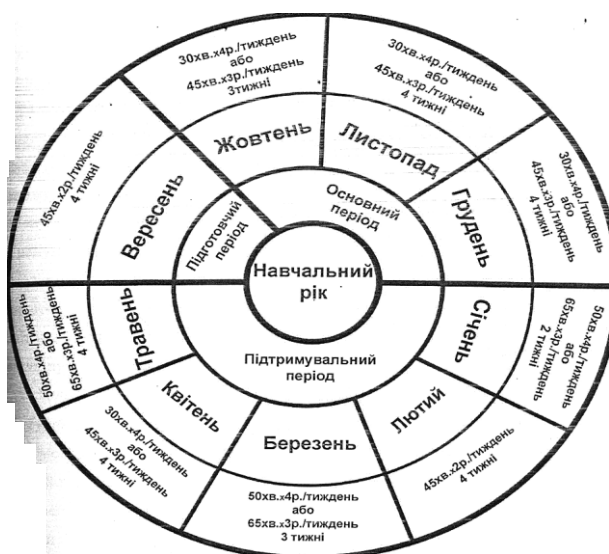 Навчальний
рік
Підготовчий
період
Основний
період
Підтримувальний
період
Вересень
45хв.х2р./тиждень
4 тижні
Жовтень
30хв.х4р./тиждень
або
45хв.х3р./тиждень
3тижні
Листопад
30хв.х4р./тиждень
або
45хв.х3р./тиждень
4 тижні
Грудень
30хв.х4р./тиждень
або
45хв.х3р./тиждень
4 тижні
Січень
50хв.х4р./тиждень
або
65хв.х3р./тиждень
2 тижні
Лютий
45хв.х2р./тиждень
4 тижні
Березень
50хв.х4р./тиждень
або
65хв.х3р./тиждень
3 тижні
Квітень
30хв.х4р./тиждень
або
45хв.х3р./тиждень
4 тижні
Травень
50хв.х4р./тиждень
або
65хв.х3р./тиждень
4 тижні